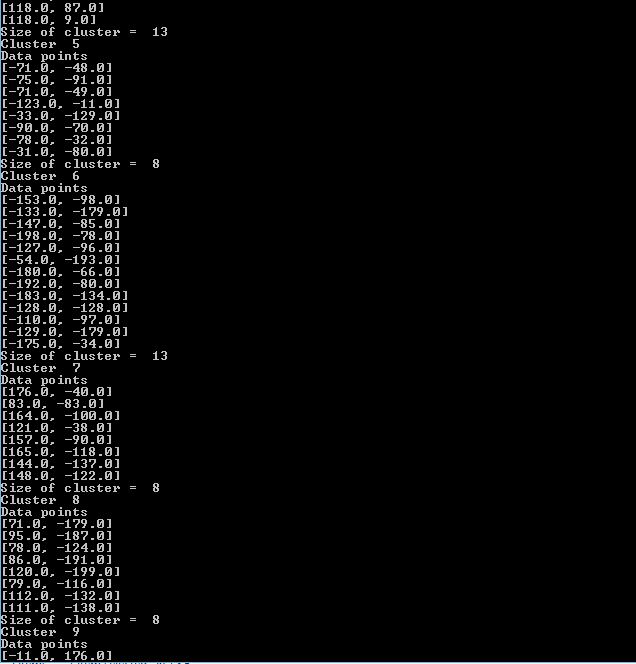 [118.0, 87.0]
[118.0, 9.0]
Size of cluster =  13
Cluster  5
Data points
[-71.0, -48.0]
[-75.0, -91.0]
[-71.0, -49.0]
[-123.0, -11.0]
[-33.0, -129.0]
[-90.0, -70.0]
[-78.0, -32.0]
[-31.0, -80.0]
Size of cluster =  8
Cluster  6
Data points
[-153.0, -98.0]
[-133.0, -179.0]
[-147.0, -85.0]
[-198.0, -78.0]
[-127.0, -96.0]
[-54.0, -193.0]
[-180.0, -66.0]
[-192.0, -80.0]
[-183.0, -134.0]
[-128.0, -128.0]
[-110.0, -97.0]
[-129.0, -179.0]
[-175.0, -34.0]
Size of cluster =  13
Cluster  7
Data points
[176.0, -40.0]
[83.0, -83.0]
[164.0, -100.0]
[121.0, -38.0]
[157.0, -90.0]
[165.0, -118.0]
[144.0, -137.0]
[148.0, -122.0]
Size of cluster =  8
Cluster  8
Data points
[71.0, -179.0]
[95.0, -187.0]
[78.0, -124.0]
[86.0, -191.0]
[120.0, -199.0]
[79.0, -116.0]
[112.0, -132.0]
[111.0, -138.0]
Size of cluster =  8
Cluster  9
Data points
[-11.0, 176.0]